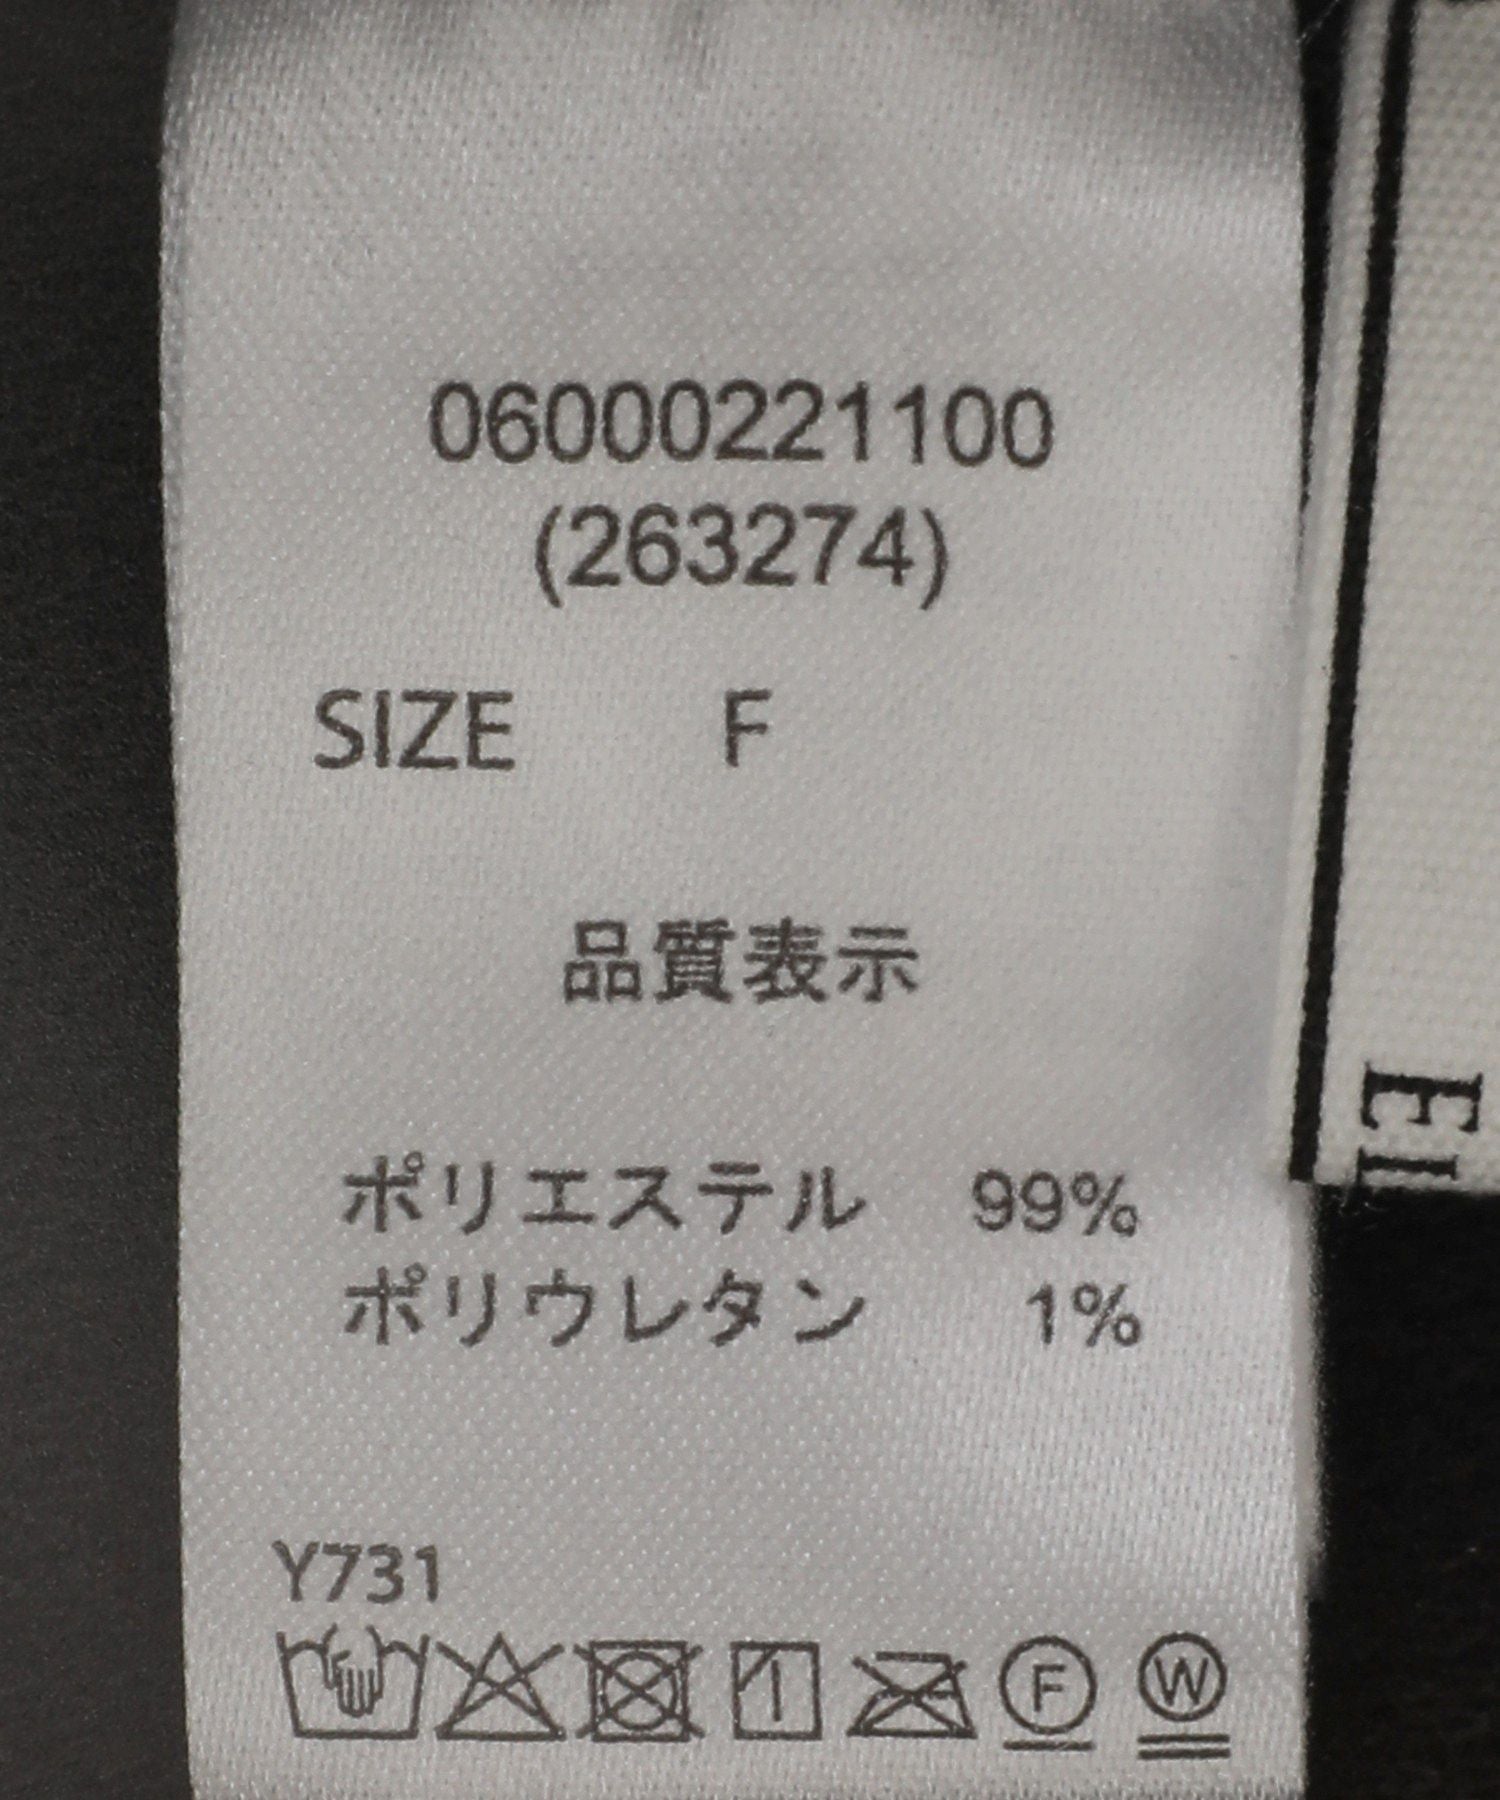 06000221100
(263274)
SIZE F
品質表示
ポリエステル 99%
ポリウレタン 1%
Y731
F W